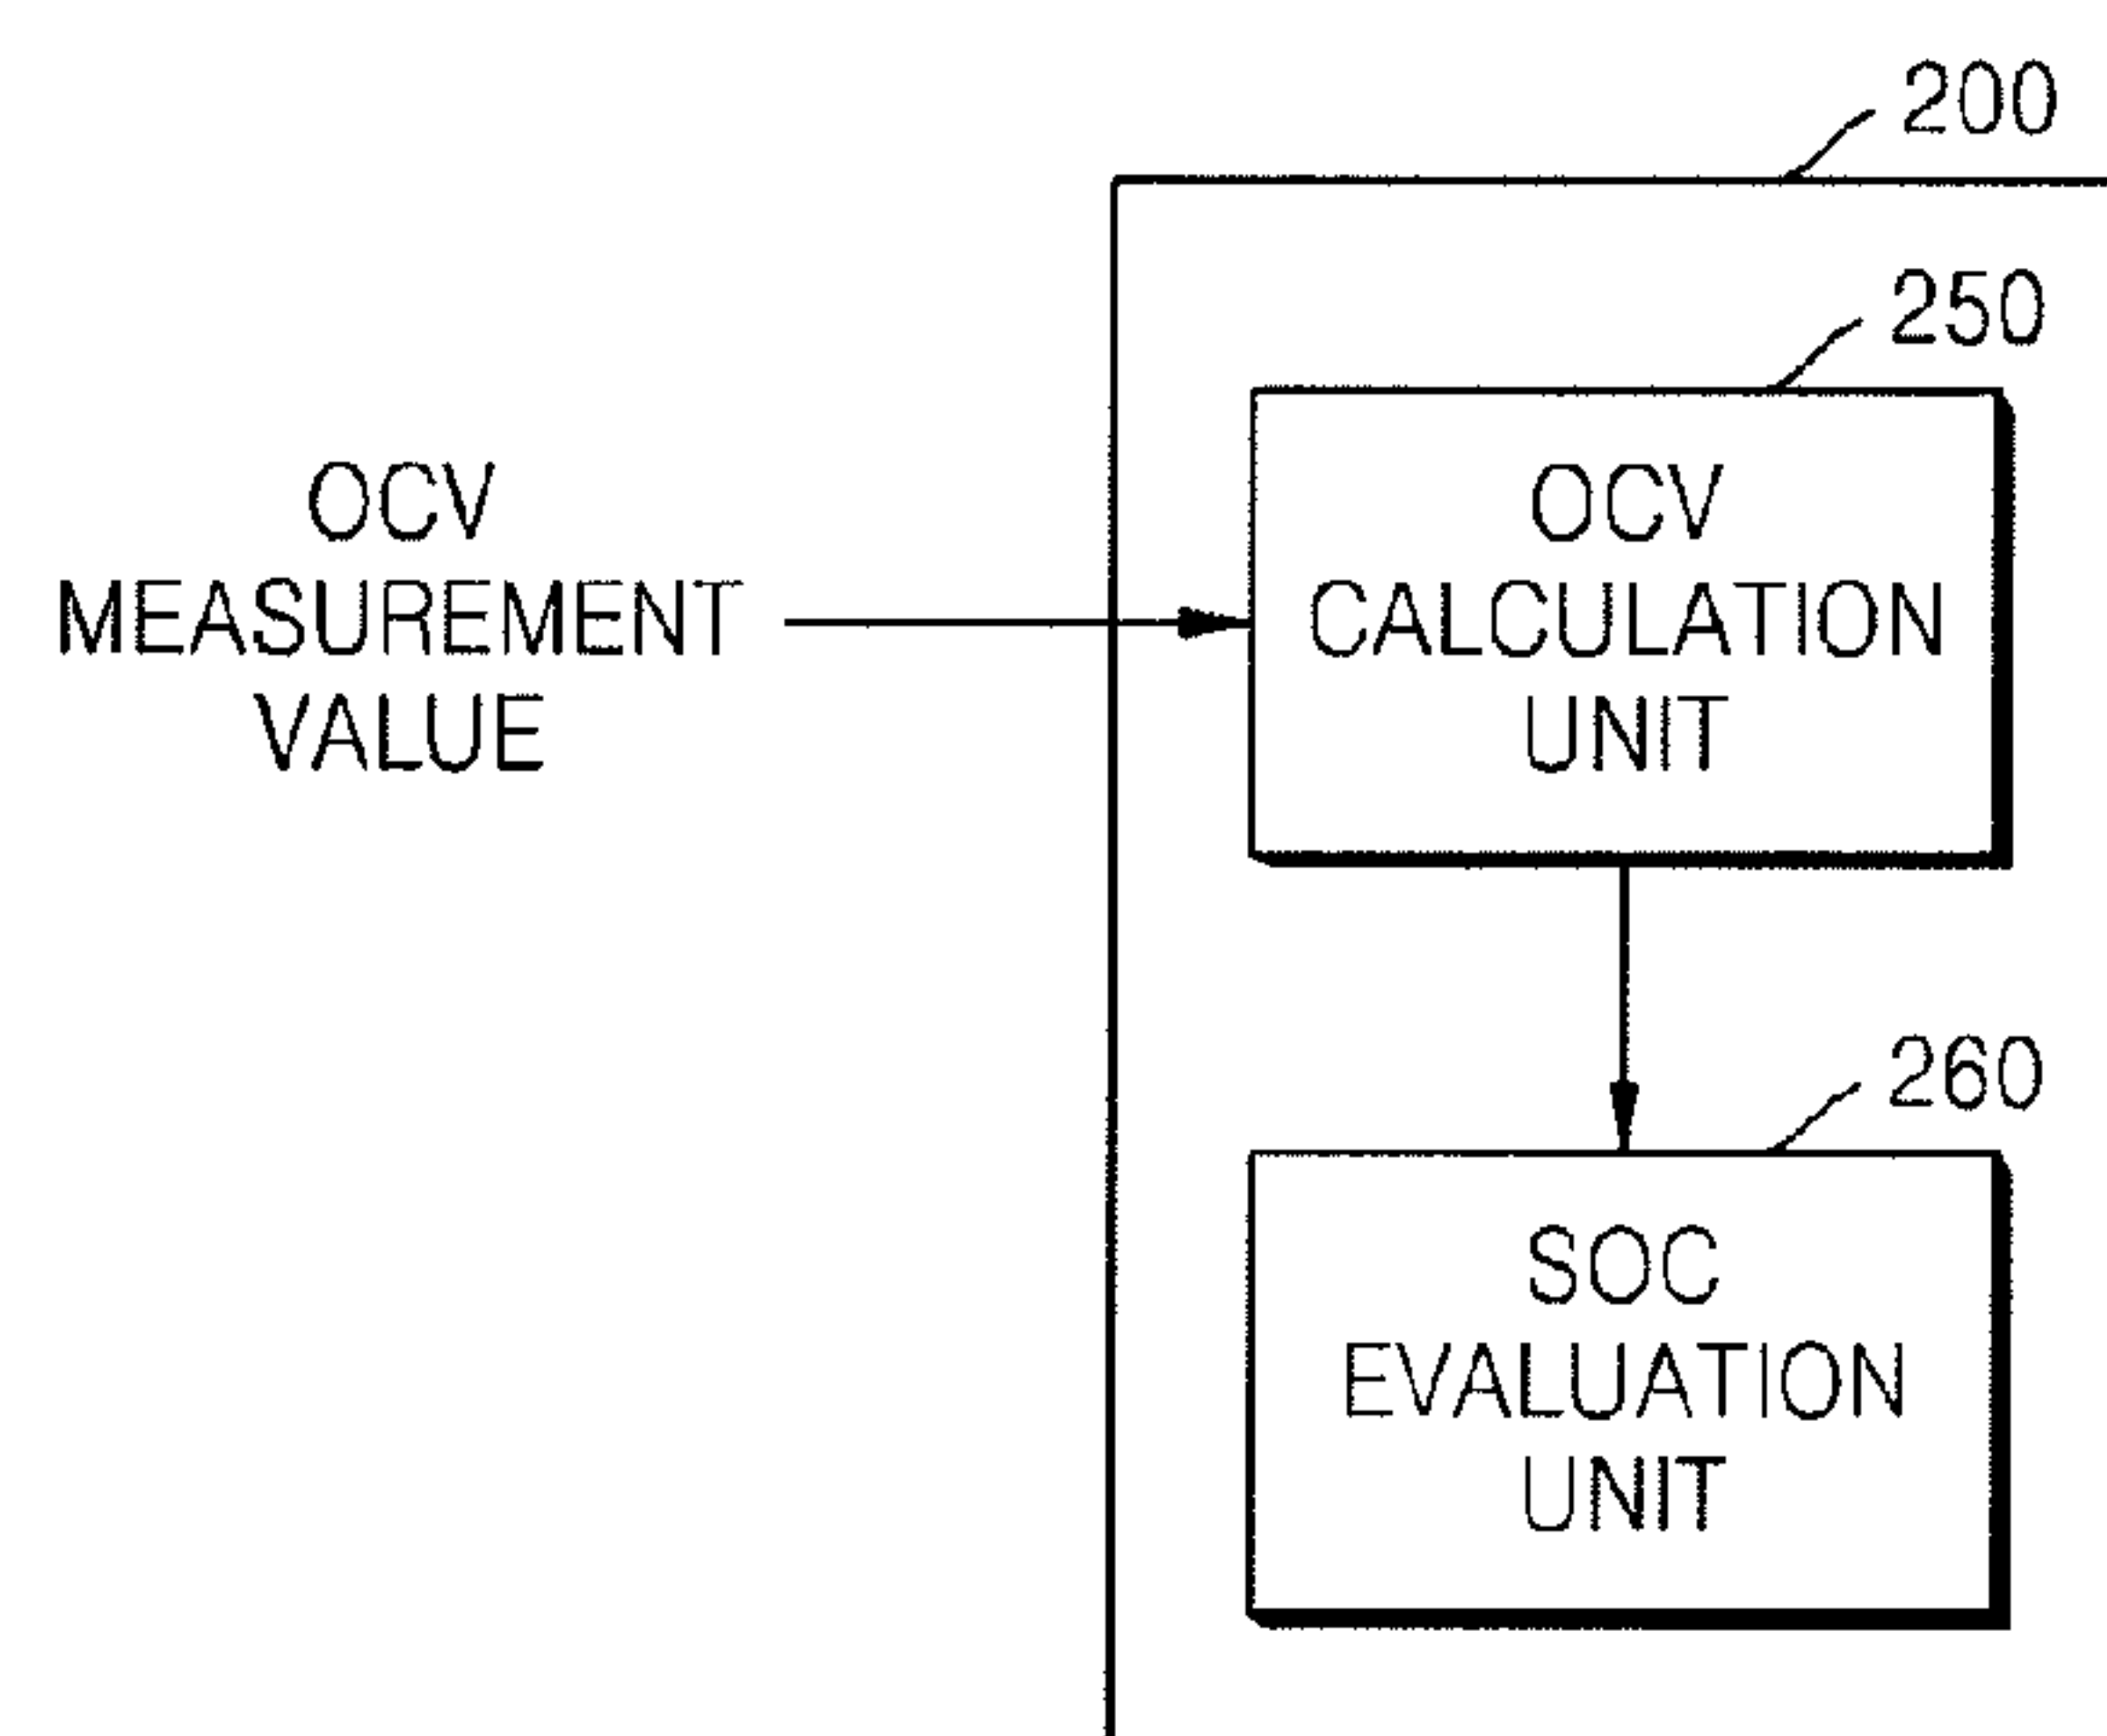 200
250
OCV
MEASUREMENT
VALUE
OCV
CALCULATION
UNIT
260
SOC
EVALUATION
UNIT